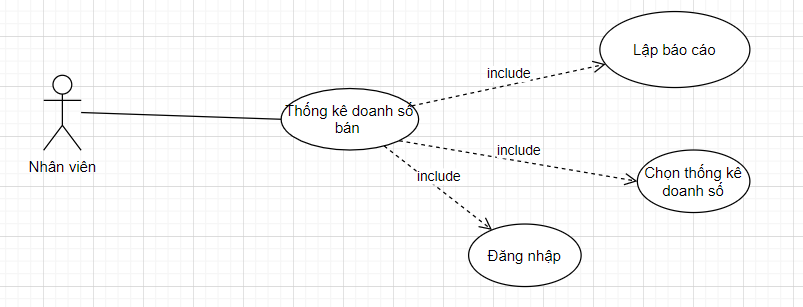 Lập báo cáo
include
Thống kê doanh số
bán
include
Nhân viên
Chọn thống kê
doanh số
include
Đăng nhập